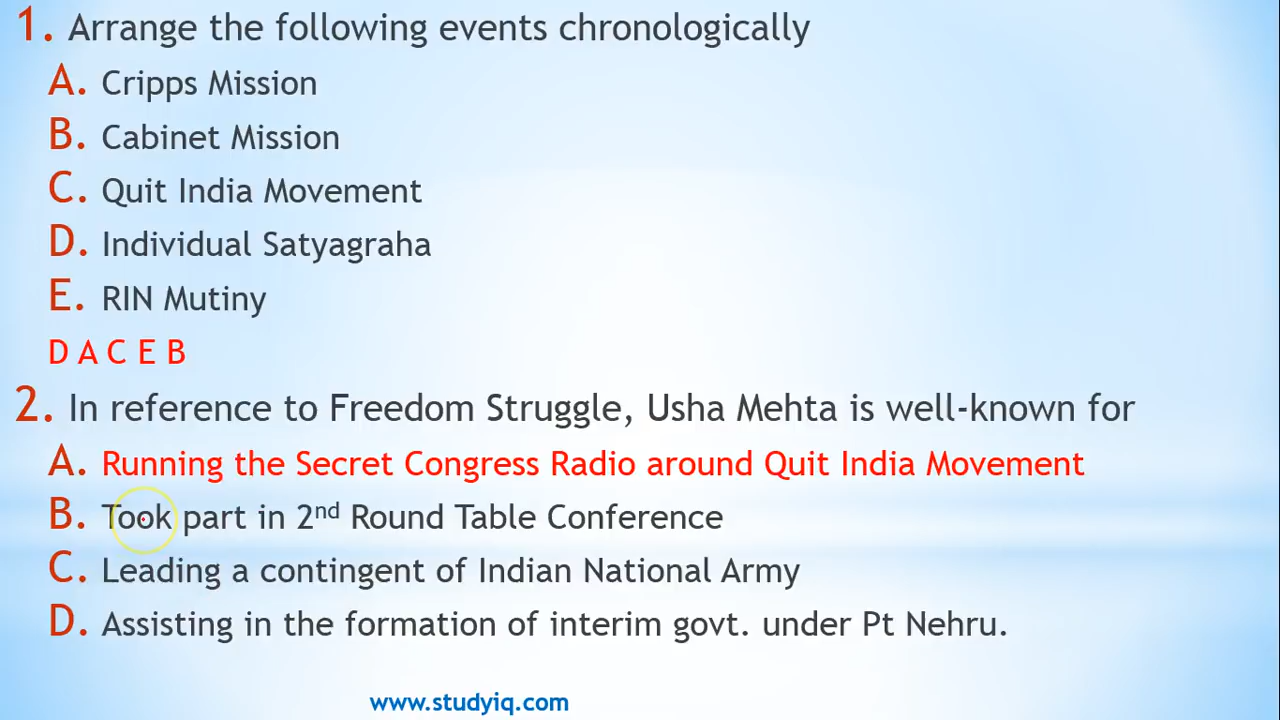 1. Arrange the following events chronologically
A. Cripps Mission
B. Cabinet Mission
C. Quit India Movement
D. Individual Satyagraha
E. RIN Mutiny
D A C E B
2. In reference to Freedom Struggle, Usha Mehta is well-known for
A. Running the Secret Congress Radio around Quit India Movement
B. Took part in 2nd Round Table Conference
C. Leading a contingent of Indian National Army
D. Assisting in the formation of interim govt. under Pt Nehru.
www.studyiq.com